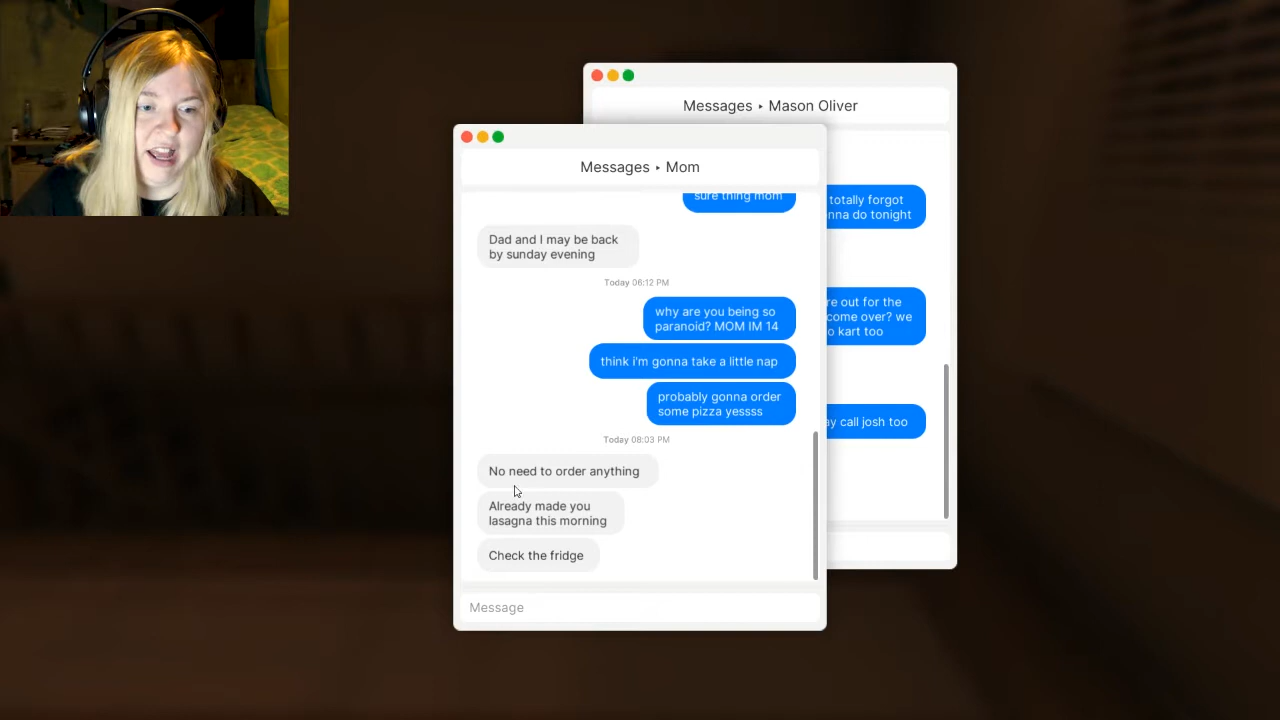 Messages ▸ Mason Oliver
totally forgot
nna do tonight
re out for the
come over? we
o kart too
ay call josh too
Messages ▸ Mom
sure thing mom
Dad and I may be back
by sunday evening
Today 06:12 PM
why are you being so
paranoid? MOM IM 14
think i'm gonna take a little nap
probably gonna order
some pizza yessss
Today 08:03 PM
No need to order anything
Already made you
lasagna this morning
Check the fridge
Message